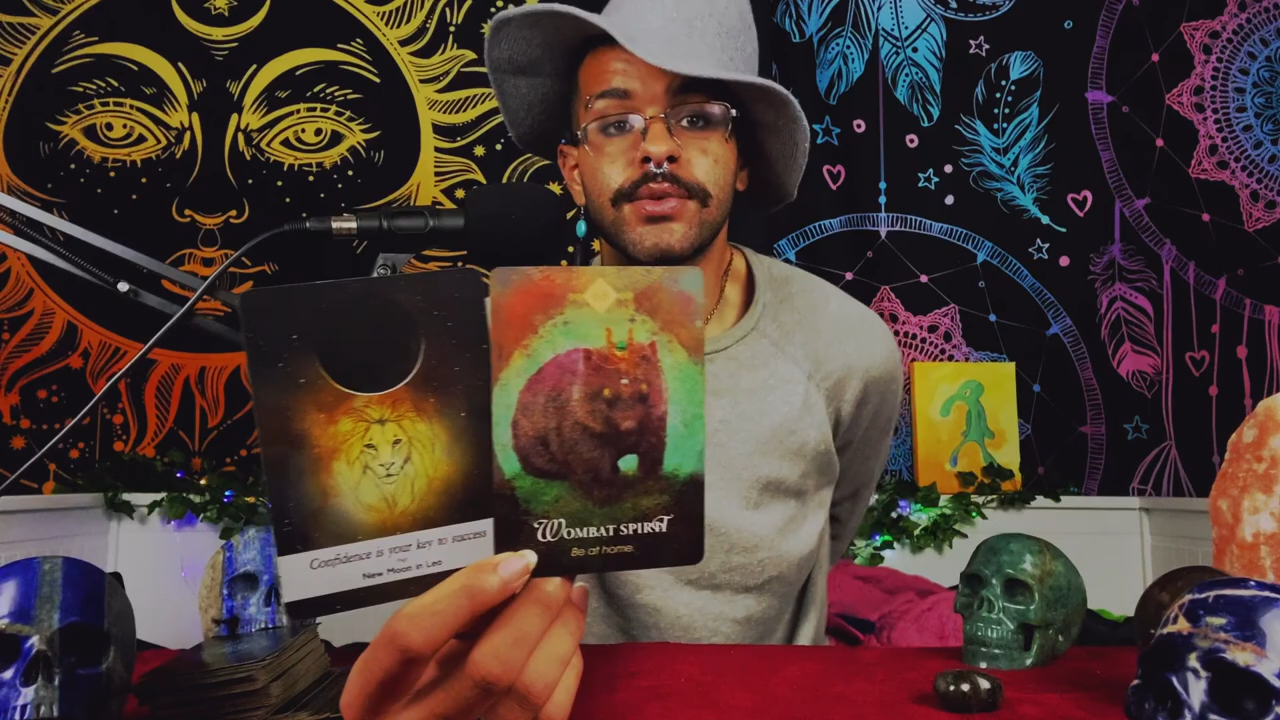 Confidence is your key to success
New Moon in Leo
WOMBAT SPIRIT
Be at home.